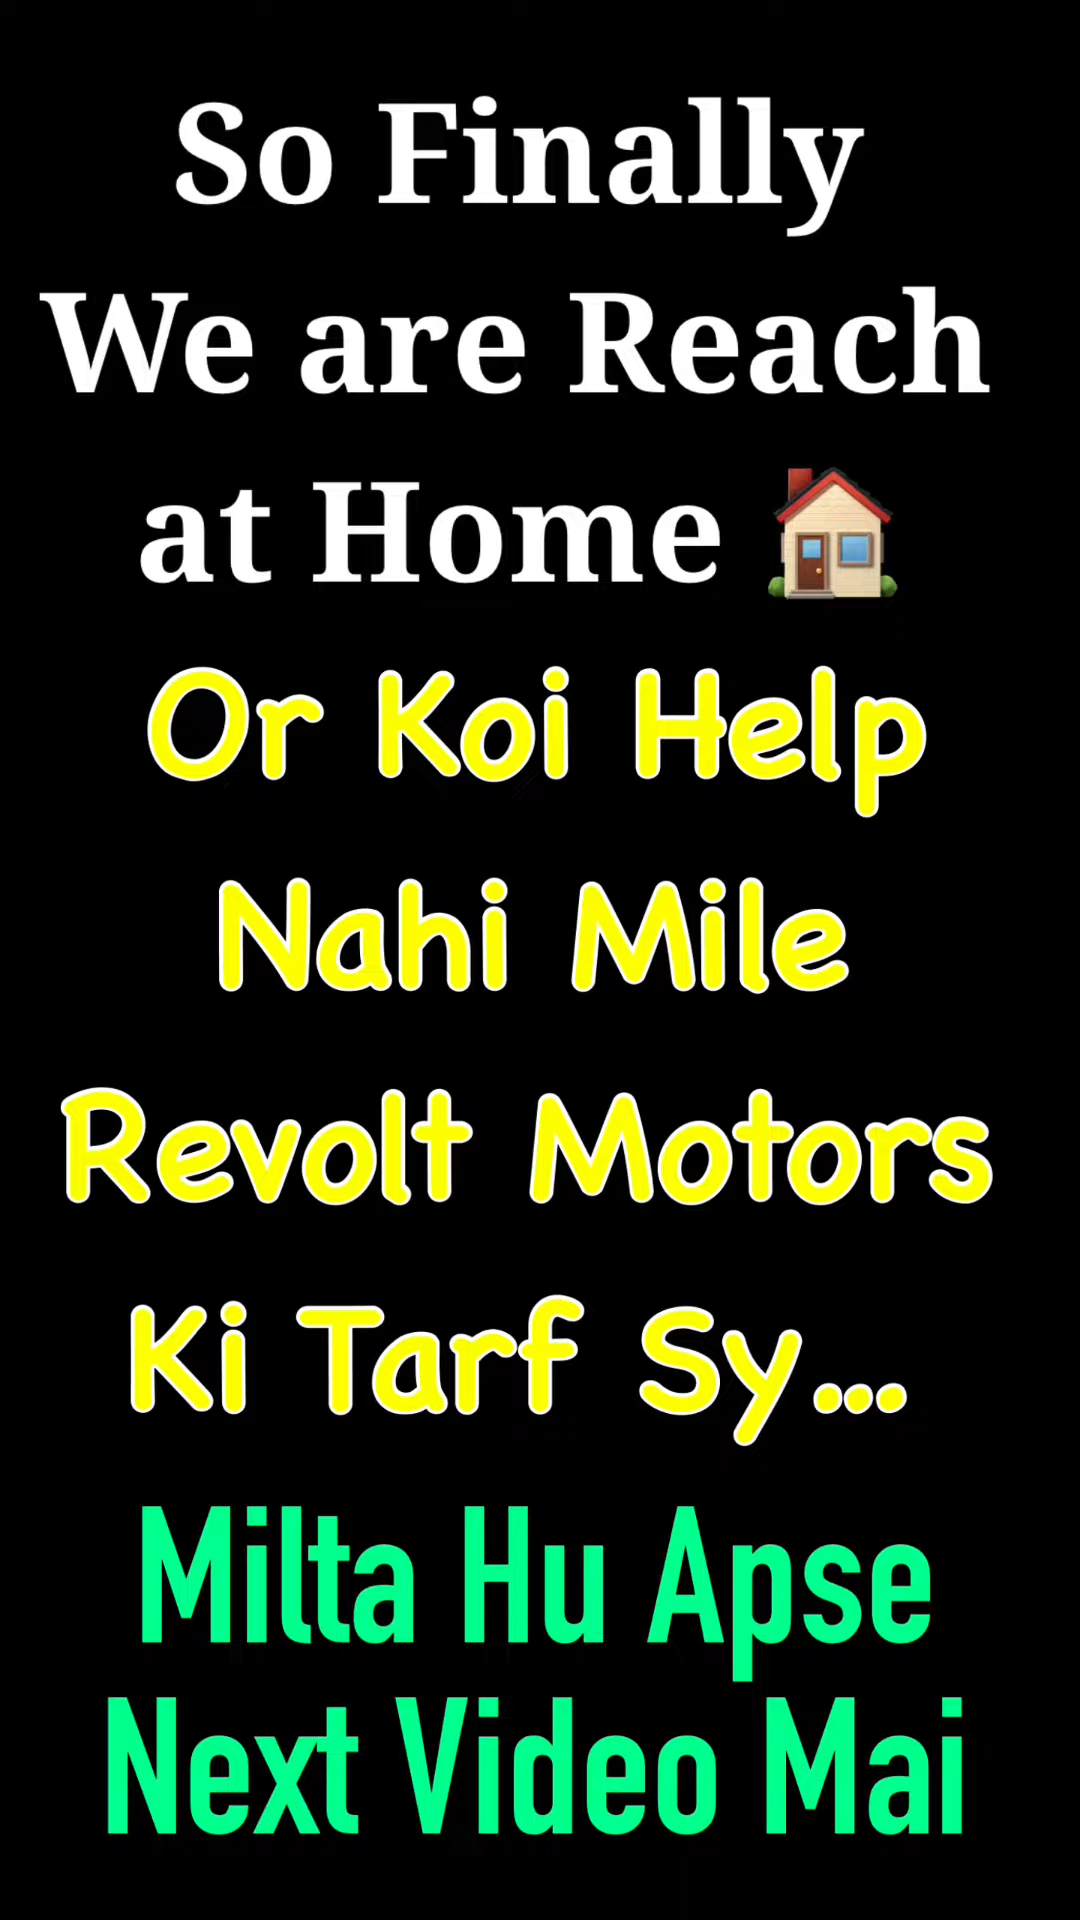 So Finally
We are Reach
at Home 🏠
Or Koi Help
Nahi Mile
Revolt Motors
Ki Tarf Sy...
Milta Hu Apse
Next Video Mai